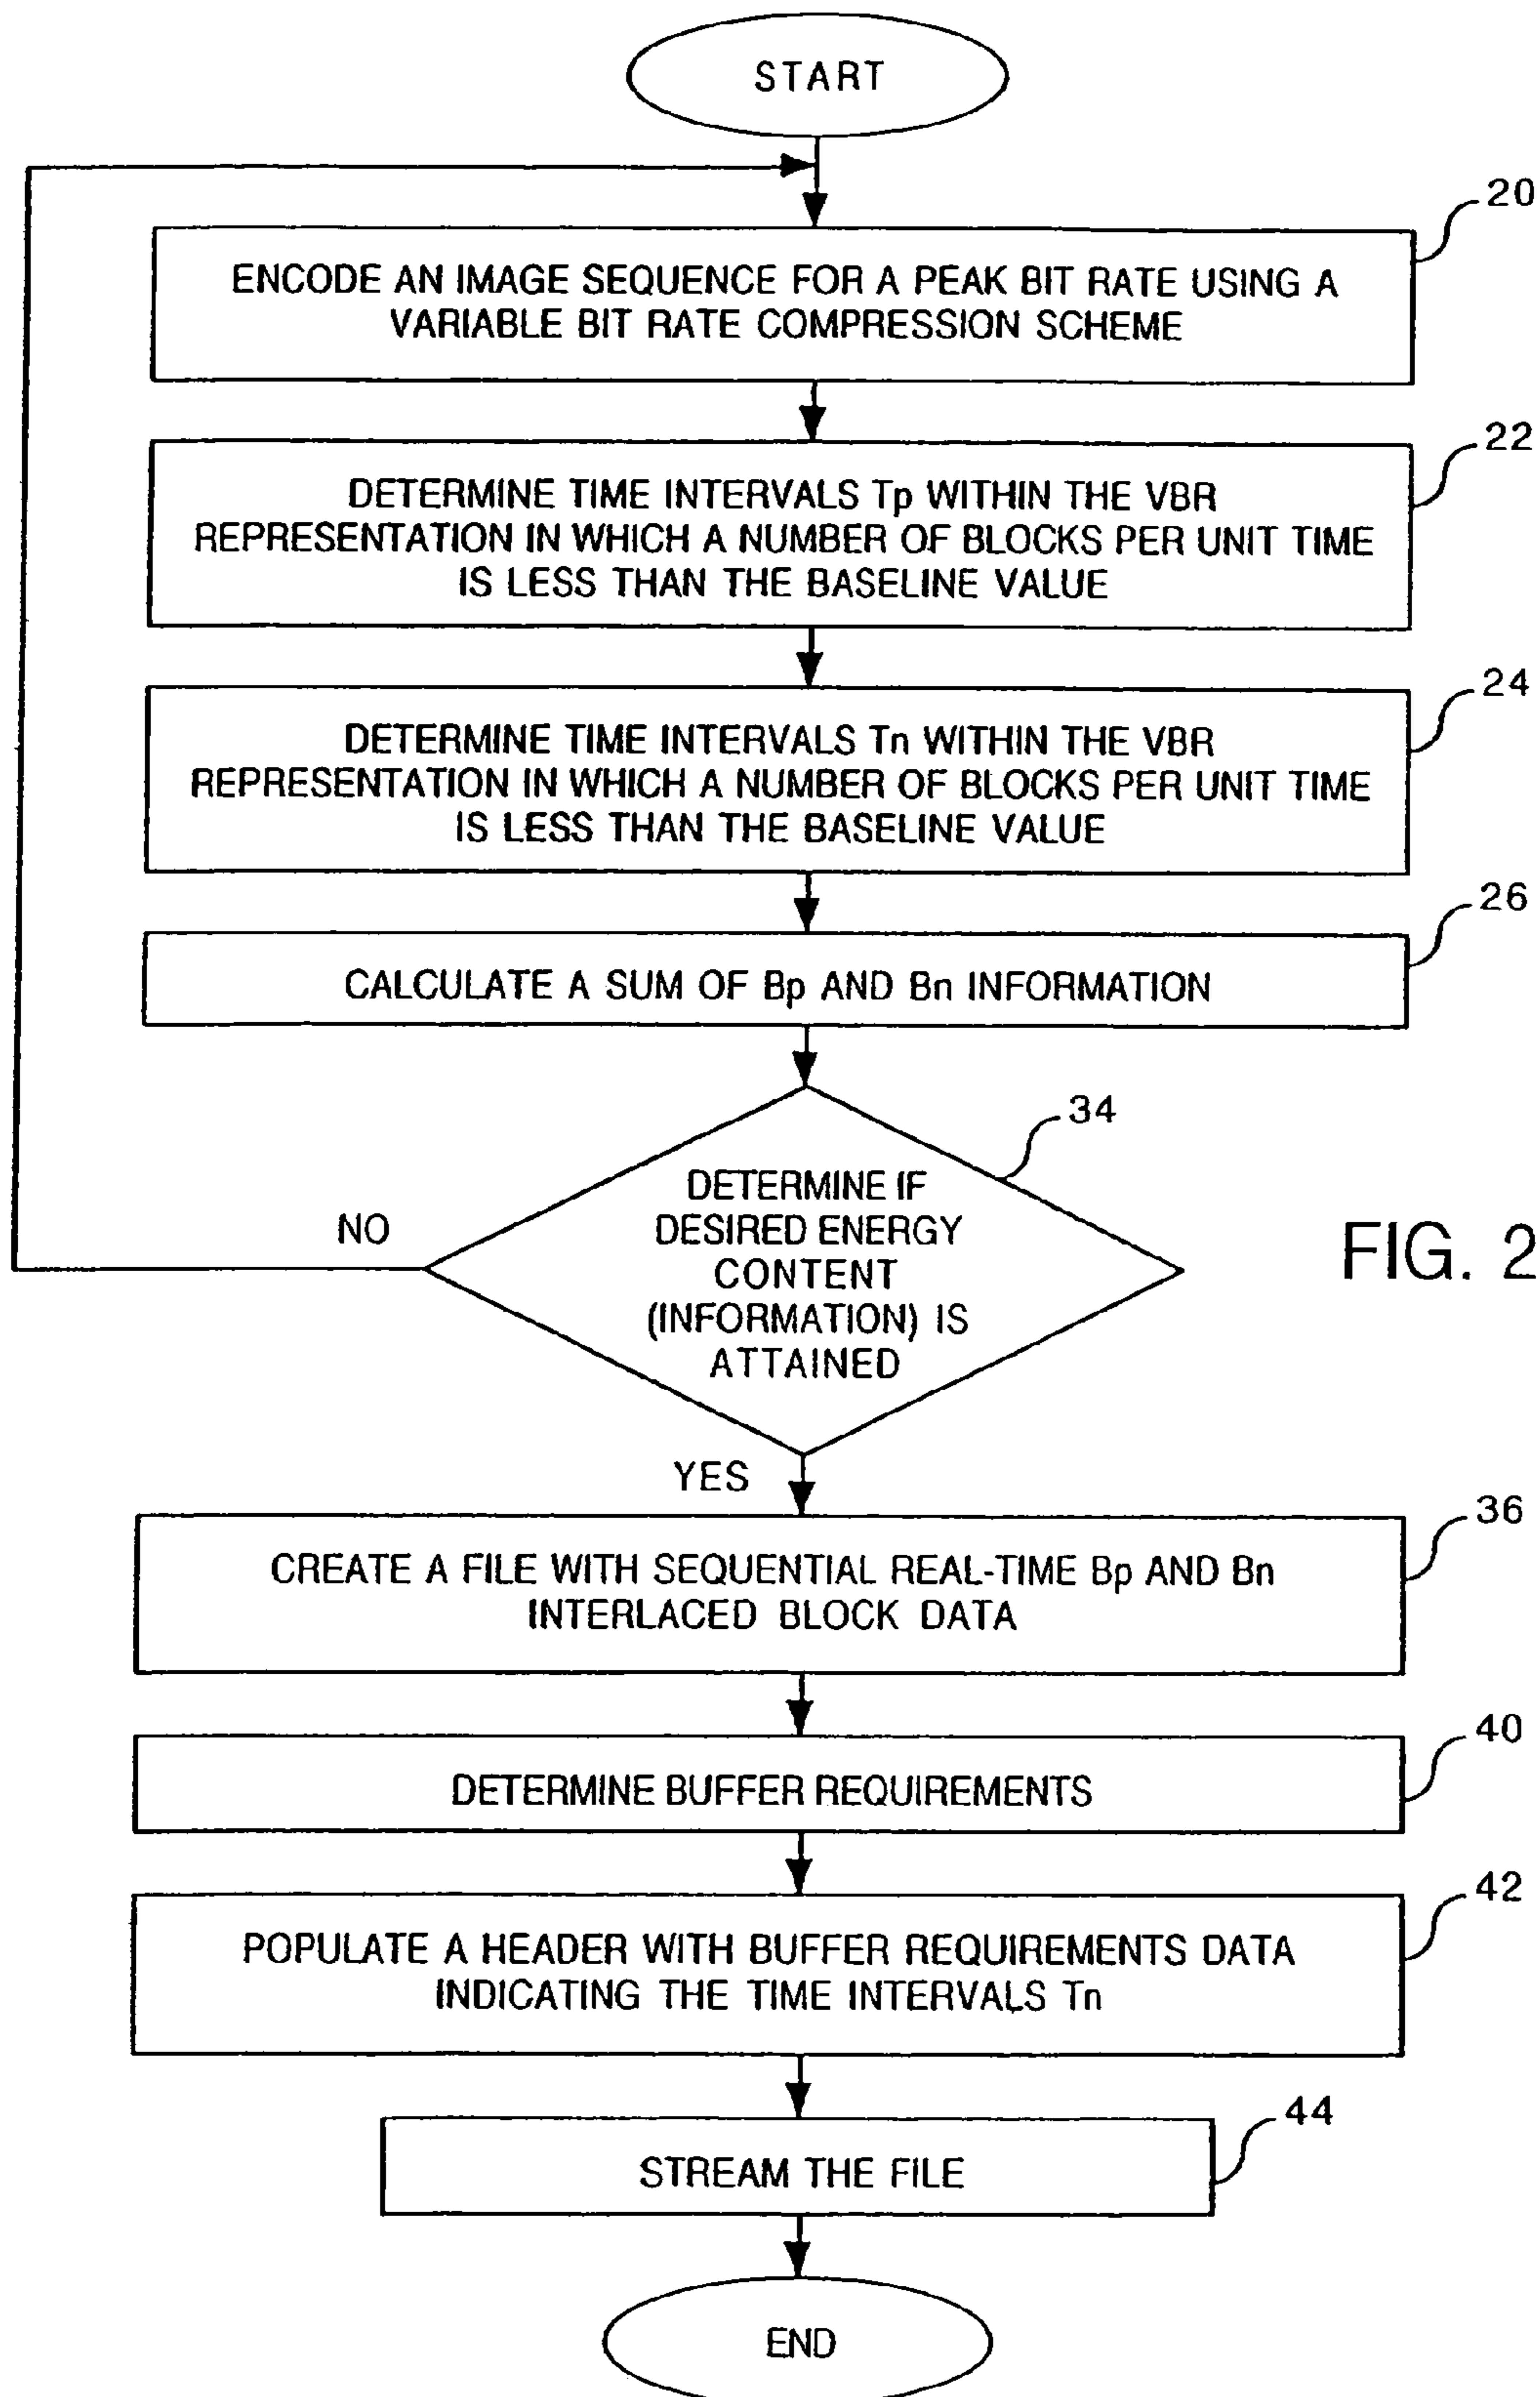 START
20
ENCODE AN IMAGE SEQUENCE FOR A PEAK BIT RATE USING A
VARIABLE BIT RATE COMPRESSION SCHEME
22
DETERMINE TIME INTERVALS Tp WITHIN THE VBR
REPRESENTATION IN WHICH A NUMBER OF BLOCKS PER UNIT TIME
IS LESS THAN THE BASELINE VALUE
24
DETERMINE TIME INTERVALS Tn WITHIN THE VBR
REPRESENTATION IN WHICH A NUMBER OF BLOCKS PER UNIT TIME
IS LESS THAN THE BASELINE VALUE
26
CALCULATE A SUM OF Bp AND Bn INFORMATION
34
DETERMINE IF
DESIRED ENERGY
CONTENT
(INFORMATION) IS
ATTAINED
NO
FIG. 2
YES
36
CREATE A FILE WITH SEQUENTIAL REAL-TIME Bp AND Bn
INTERLACED BLOCK DATA
40
DETERMINE BUFFER REQUIREMENTS
42
POPULATE A HEADER WITH BUFFER REQUIREMENTS DATA
INDICATING THE TIME INTERVALS Tn
44
STREAM THE FILE
END